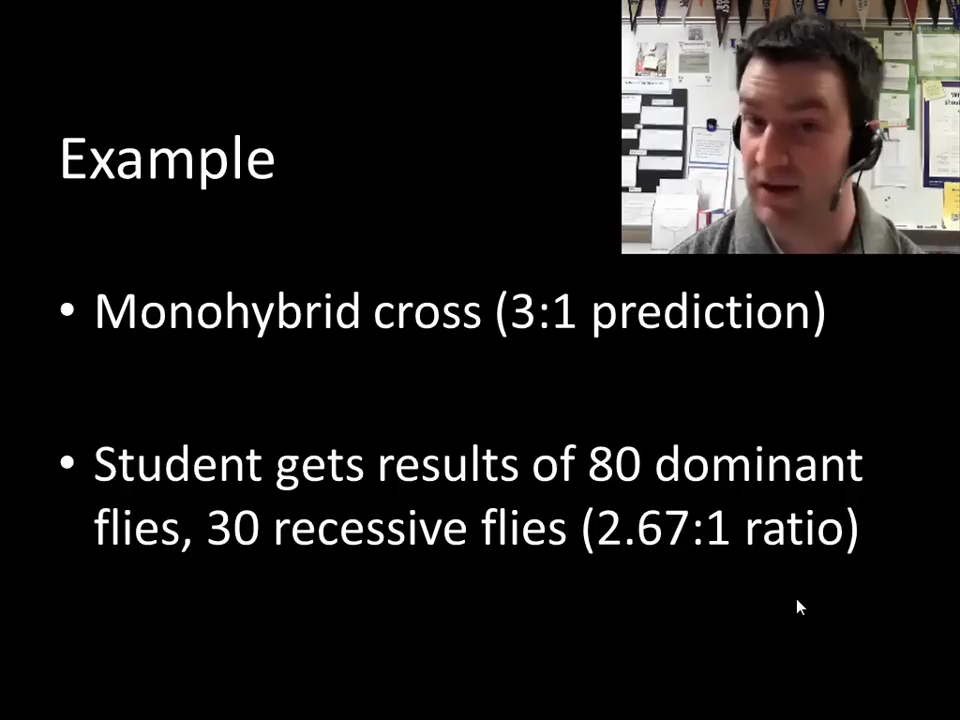 Example
• Monohybrid cross (3:1 prediction)
• Student gets results of 80 dominant
flies, 30 recessive flies (2.67:1 ratio)